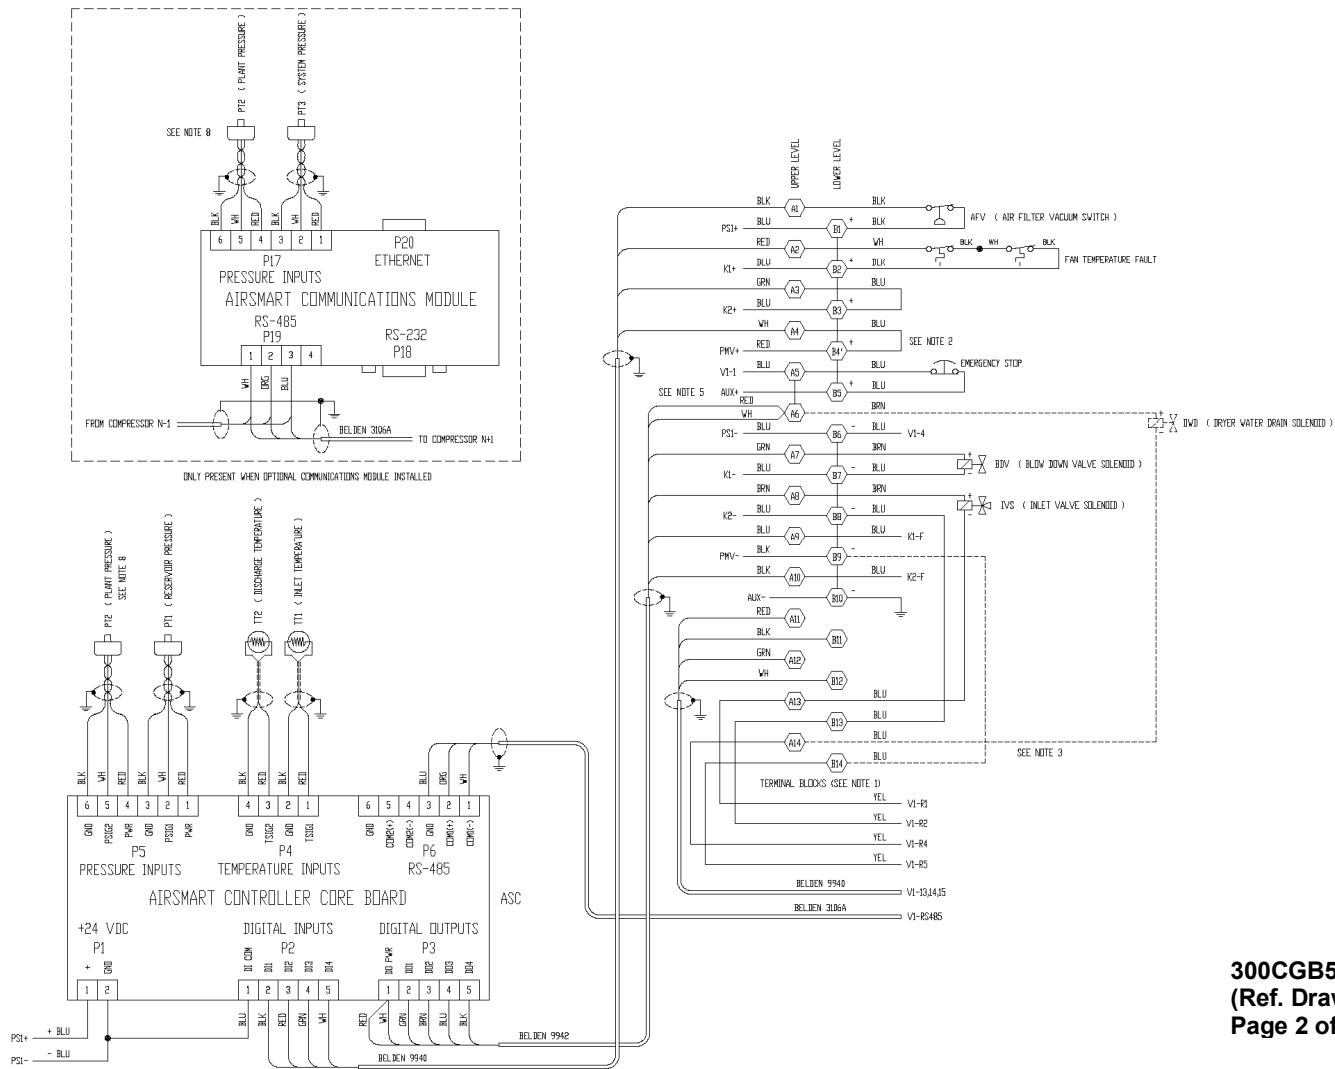 PT2 ( PLANT PRESSURE )
PT3 ( SYSTEM PRESSURE )
SEE NOTE 8
BLK WH RED BLK WH RED
6 5 4 3 2 1
P17
PRESSURE INPUTS
P20
ETHERNET
AIRSMART COMMUNICATIONS MODULE
RS-485
P19
RS-232
P18
1 2 3 4
WH ORG BLU
FROM COMPRESSOR N-1
BELDEN 3106A
TO COMPRESSOR N+1
ONLY PRESENT WHEN OPTIONAL COMMUNICATIONS MODULE INSTALLED
UPPER LEVEL
LOWER LEVEL
BLK A1 BLK
AFV ( AIR FILTER VACUUM SWITCH )
PS1+ BLU B1 + BLK
RED A2 WH BLK WH BLK
FAN TEMPERATURE FAULT
K1+ BLU B2 + BLK
GRN A3 BLU
K2+ BLU B3 +
WH A4 BLU
SEE NOTE 2
PMV+ RED B4 +
V1-1 BLU A5 BLU
EMERGENCY STOP
SEE NOTE 5
AUX+ B5 + BLU
RED
WH A6 BRN
+ - DWD ( DRYER WATER DRAIN SOLENOID )
PS1- BLU B6 - BLU V1-4
GRN A7 BRN
+ - BDV ( BLOW DOWN VALVE SOLENOID )
K1- BLU B7 - BLU
BRN A8 BRN
+ - IVS ( INLET VALVE SOLENOID )
K2- BLU B8 - BLU
BLU A9 BLU K1-F
PMV- BLK B9 -
BLK A10 BLU K2-F
AUX- B10 -
RED A11
BLK B11
GRN A12
WH B12
A13 BLU
B13 BLU
A14 BLU
SEE NOTE 3
B14 BLU
TERMINAL BLOCKS (SEE NOTE 1)
YEL V1-R1
YEL V1-R2
YEL V1-R4
YEL V1-R5
BELDEN 9940 V1-13,14,15
BELDEN 3106A V1-RS485
PT2 ( PLANT PRESSURE )
SEE NOTE 8
PT1 ( RESERVOIR PRESSURE )
TT2 ( DISCHARGE TEMPERATURE )
TT1 ( INLET TEMPERATURE )
BLK WH RED BLK WH RED
BLK RED BLK RED
BLU ORG WH
6 5 4 3 2 1
4 3 2 1
6 5 4 3 2 1
GND PSIG2 PWR GND PSIG1 PWR
GND TSIG2 GND TSIG1
COM2(+) COM2(-) GND COM1(+) COM1(-)
P5
PRESSURE INPUTS
P4
TEMPERATURE INPUTS
P6
RS-485
AIRSMART CONTROLLER CORE BOARD
ASC
+24 VDC
P1
DIGITAL INPUTS
P2
DIGITAL OUTPUTS
P3
+ GND
DI COM DI1 DI2 DI3 DI4
DO PWR DO1 DO2 DO3 DO4
1 2
1 2 3 4 5
1 2 3 4 5
BLU BLK RED GRN WH
RED WH GRN BRN BLU BLK
PS1+ + BLU
PS1- - BLU
BELDEN 9942
BELDEN 9940
300CGB5
(Ref. Draw
Page 2 of